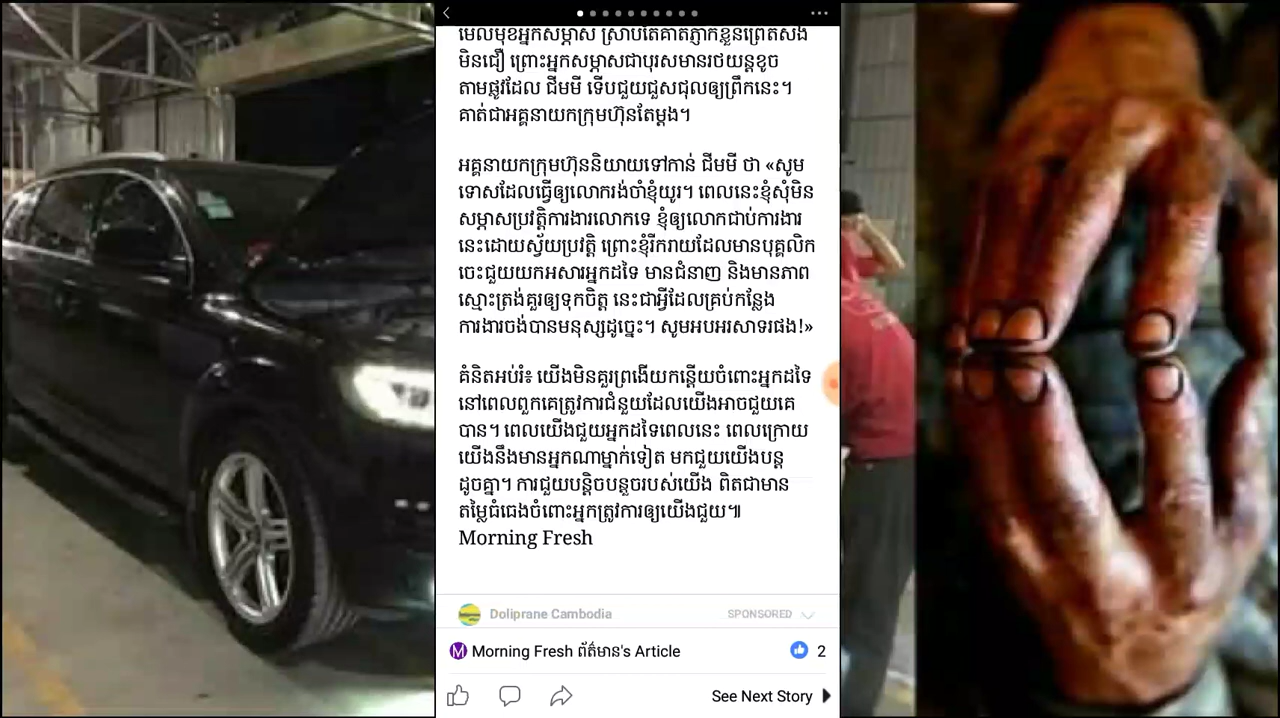 មើលមុខអ្នកសម្ភាស ស្រាប់តែគាត់ភ្ញាក់ខ្លួនព្រើតសឹង
មិនជឿ ព្រោះអ្នកសម្ភាសជាបុរសមានរថយន្តខូច
តាមផ្លូវដែល ជីមមី ទើបជួយជួសជុលឲ្យព្រឹកនេះ។
គាត់ជាអគ្គនាយកក្រុមហ៊ុនតែម្តង។
អគ្គនាយកក្រុមហ៊ុននិយាយទៅកាន់ ជីមមី ថា «សូម
ទោសដែលធ្វើឲ្យលោករង់ចាំខ្ញុំយូរ។ ពេលនេះខ្ញុំសុំមិន
សម្ភាសប្រវត្តិការងារលោកទេ ខ្ញុំឲ្យលោកជាប់ការងារ
នេះដោយស្វ័យប្រវត្តិ ព្រោះខ្ញុំរីករាយដែលមានបុគ្គលិក
ចេះជួយយកអសារអ្នកដទៃ មានជំនាញ និងមានភាព
ស្មោះត្រង់គួរឲ្យទុកចិត្ត នេះជាអ្វីដែលគ្រប់កន្លែង
ការងារចង់បានមនុស្សដូច្នេះ។ សូមអបអរសាទរផង!»
គំនិតអប់រំ៖ យើងមិនគួរព្រងើយកន្តើយចំពោះអ្នកដទៃ
នៅពេលពួកគេត្រូវការជំនួយដែលយើងអាចជួយគេ
បាន។ ពេលយើងជួយអ្នកដទៃពេលនេះ ពេលក្រោយ
យើងនឹងមានអ្នកណាម្នាក់ទៀត មកជួយយើងបន្ត
ដូចគ្នា។ ការជួយបន្តិចបន្តួចរបស់យើង ពិតជាមាន
តម្លៃធំធេងចំពោះអ្នកត្រូវការឲ្យយើងជួយ៕
Morning Fresh
Doliprane Cambodia SPONSORED
Morning Fresh ព័ត៌មាន's Article 2
See Next Story